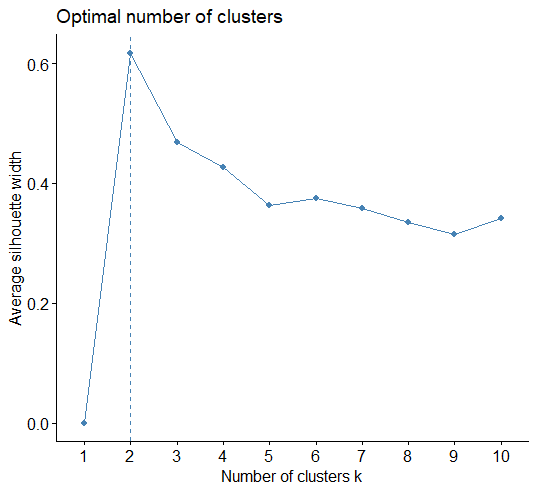 Optimal number of clusters
Average silhouette width
0.6
0.4
0.2
0.0
1 2 3 4 5 6 7 8 9 10
Number of clusters k